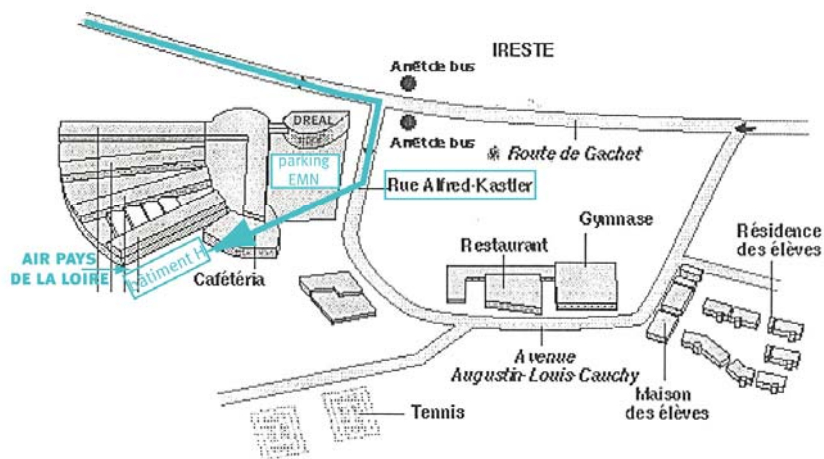 IRESTE
Arrêt de bus
DREAL
Arrêt de bus
parking
EMN
Route de Gachet
Rue Alfred-Kastler
Gymnase
Résidence
des élèves
Restaurant
AIR PAYS
DE LA LOIRE
bâtiment H
Cafétéria
Avenue
Augustin-Louis-Cauchy
Maison
des élèves
Tennis